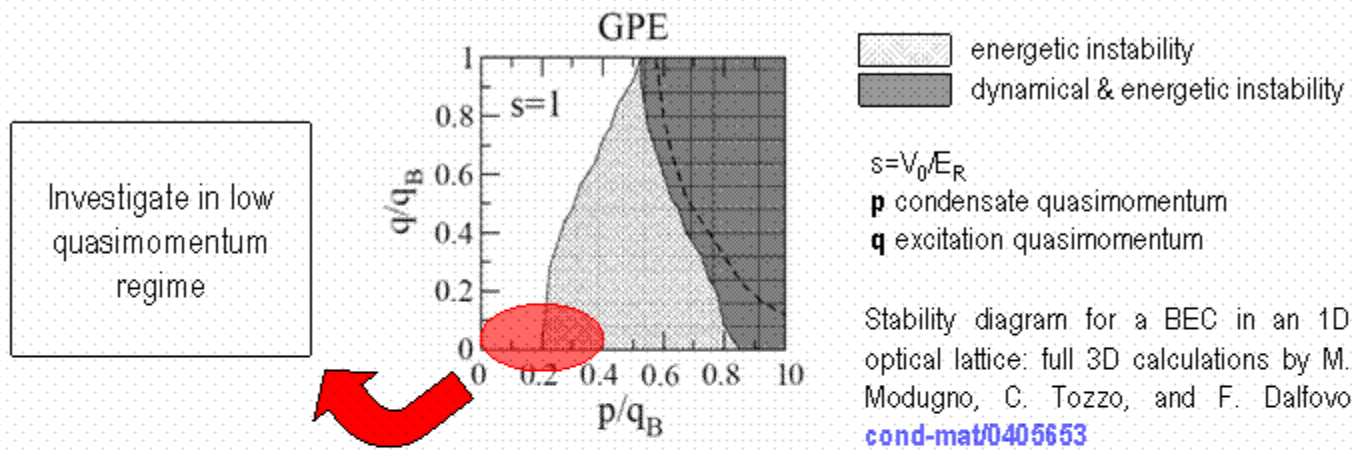 GPE
1
s=1
0.8
0.6
0.4
0.2
0
q/q_B
0 0.2 0.4 0.6 0.8 10
p/q_B
Investigate in low
quasimomentum
regime
energetic instability
dynamical & energetic instability
s=V_0/E_R
p condensate quasimomentum
q excitation quasimomentum
Stability diagram for a BEC in an 1D
optical lattice: full 3D calculations by M.
Modugno, C. Tozzo, and F. Dalfovo
cond-mat/0405653